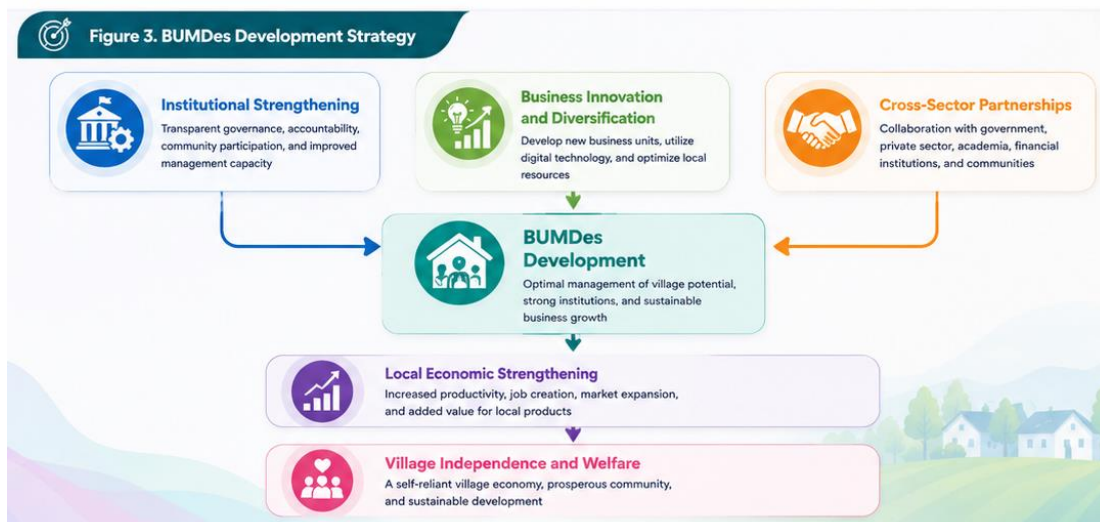 Figure 3. BUMDes Development Strategy
Institutional Strengthening
Transparent governance, accountability,
community participation, and improved
management capacity
Business Innovation
and Diversification
Develop new business units, utilize
digital technology, and optimize local
resources
Cross-Sector Partnerships
Collaboration with government,
private sector, academia, financial
institutions, and communities
BUMDes
Development
Optimal management of village potential,
strong institutions, and sustainable
business growth
Local Economic Strengthening
Increased productivity, job creation, market expansion,
and added value for local products
Village Independence and Welfare
A self-reliant village economy, prosperous community,
and sustainable development